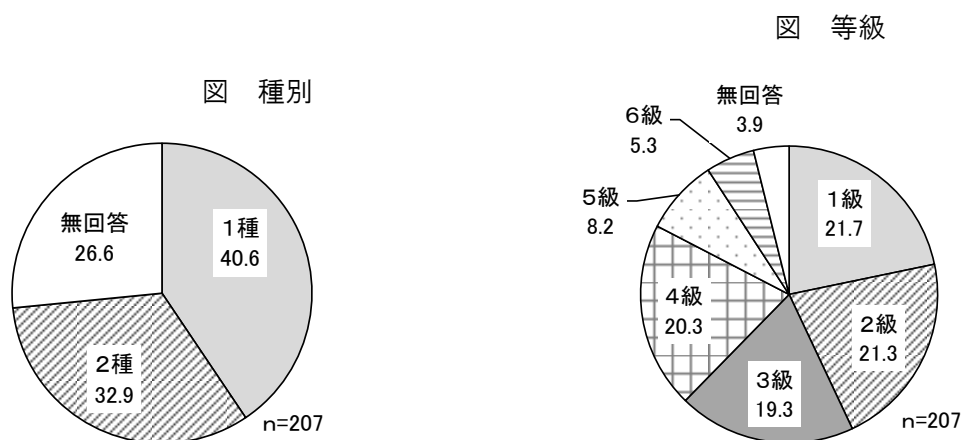 図　種別
1種
40.6
2種
32.9
無回答
26.6
n=207
図　等級
1級
21.7
2級
21.3
3級
19.3
4級
20.3
5級
8.2
6級
5.3
無回答
3.9
n=207